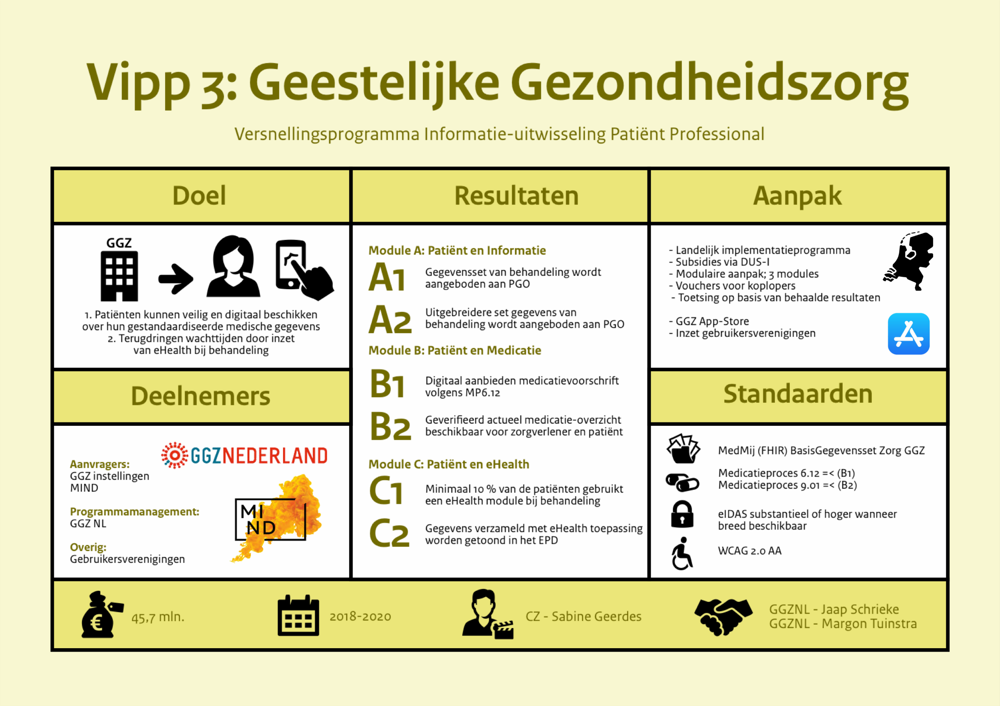 Vipp 3: Geestelijke Gezondheidszorg
Versnellingsprogramma Informatie-uitwisseling Patiënt Professional
Doel
GGZ
1. Patiënten kunnen veilig en digitaal beschikken
over hun gestandaardiseerde medische gegevens
2. Terugdringen wachttijden door inzet
van eHealth bij behandeling
Deelnemers
GGZNEDERLAND
Aanvragers:
GGZ instellingen
MIND
Programmamanagement:
GGZ NL
Overig:
Gebruikersverenigingen
MI
ND
Resultaten
Module A: Patiënt en Informatie
A1 Gegevensset van behandeling wordt
aangeboden aan PGO
A2 Uitgebreidere set gegevens van
behandeling wordt aangeboden aan PGO
Module B: Patiënt en Medicatie
B1 Digitaal aanbieden medicatievoorschrift
volgens MP6.12
B2 Geverifieerd actueel medicatie-overzicht
beschikbaar voor zorgverlener en patiënt
Module C: Patiënt en eHealth
C1 Minimaal 10 % van de patiënten gebruikt
een eHealth module bij behandeling
C2 Gegevens verzameld met eHealth toepassing
worden getoond in het EPD
Aanpak
- Landelijk implementatieprogramma
- Subsidies via DUS-I
- Modulaire aanpak; 3 modules
- Vouchers voor koplopers
- Toetsing op basis van behaalde resultaten
- GGZ App-Store
- Inzet gebruikersverenigingen
Standaarden
MedMij (FHIR) BasisGegevensset Zorg GGZ
Medicatieproces 6.12 =< (B1)
Medicatieproces 9.01 =< (B2)
eIDAS substantieel of hoger wanneer
breed beschikbaar
WCAG 2.0 AA
€
45,7 mln.
2018-2020
CZ - Sabine Geerdes
GGZNL - Jaap Schrieke
GGZNL - Margon Tuinstra